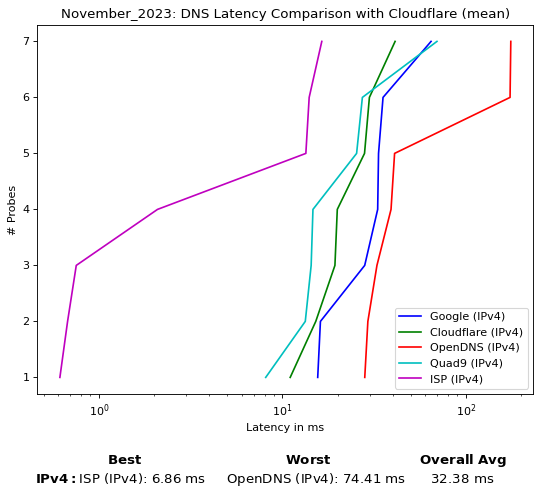 November_2023: DNS Latency Comparison with Cloudflare (mean)
7
6
5
4
3
2
1
# Probes
10⁰
10¹
10²
Latency in ms
Google (IPv4)
Cloudflare (IPv4)
OpenDNS (IPv4)
Quad9 (IPv4)
ISP (IPv4)
Best Worst Overall Avg
IPv4: ISP (IPv4): 6.86 ms OpenDNS (IPv4): 74.41 ms 32.38 ms